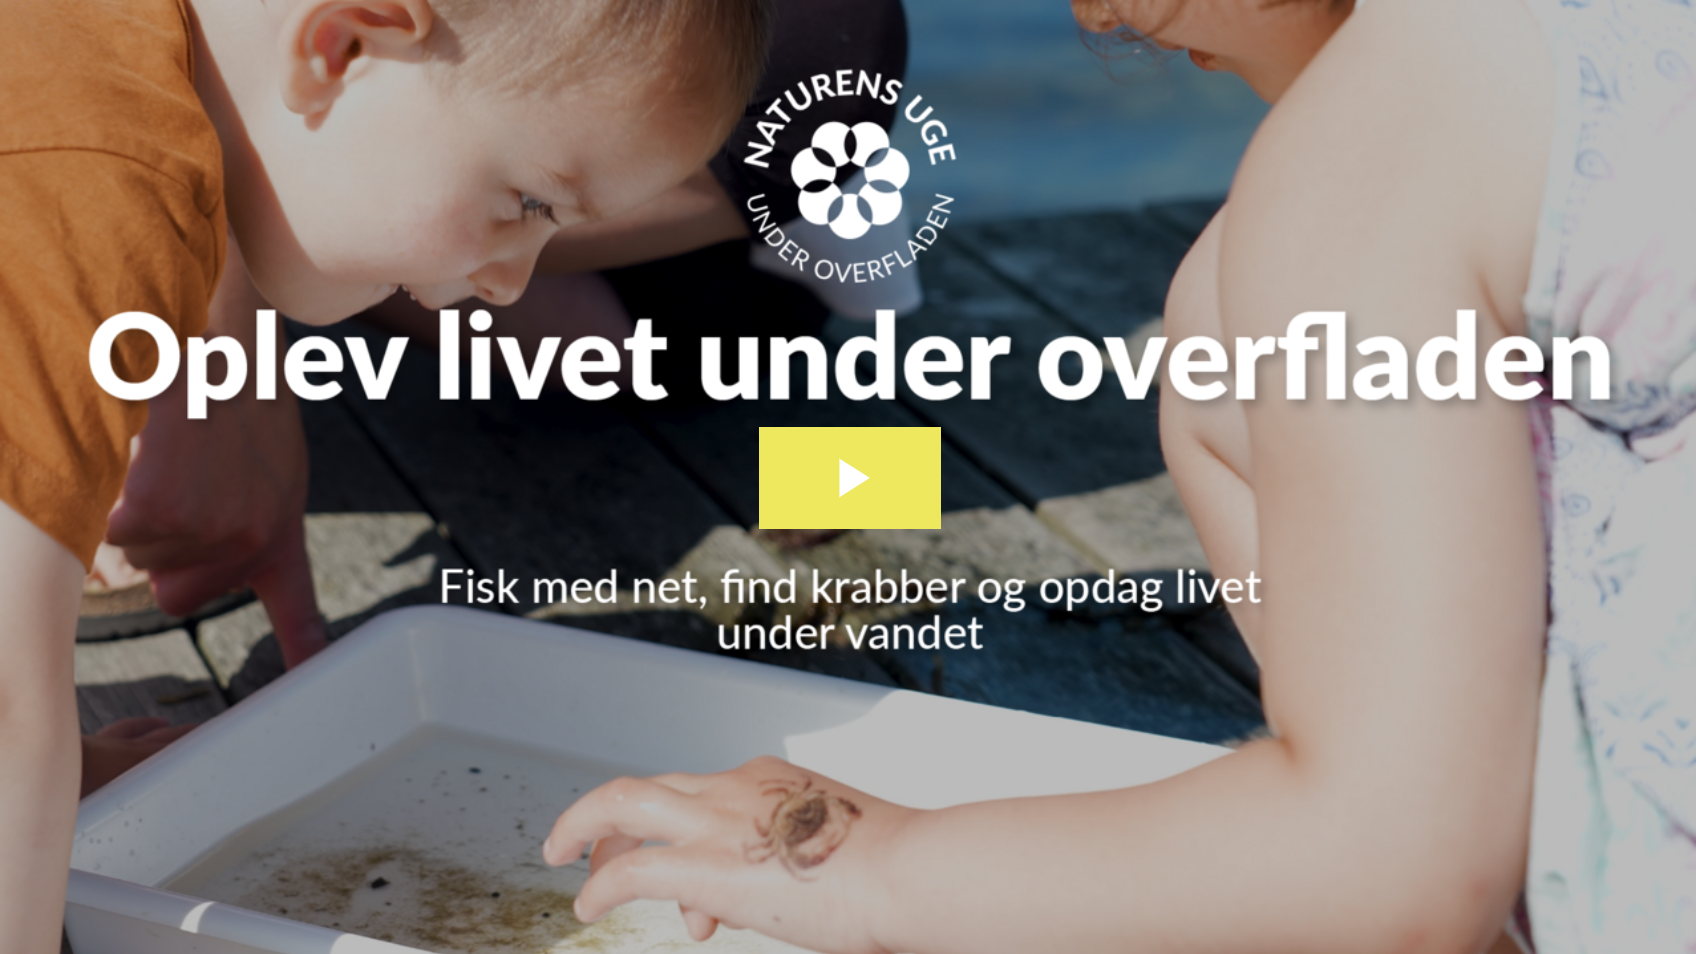 NATURENS UGE
UNDER OVERFLADEN
Oplev livet under overfladen
Fisk med net, find krabber og opdag livet
under vandet